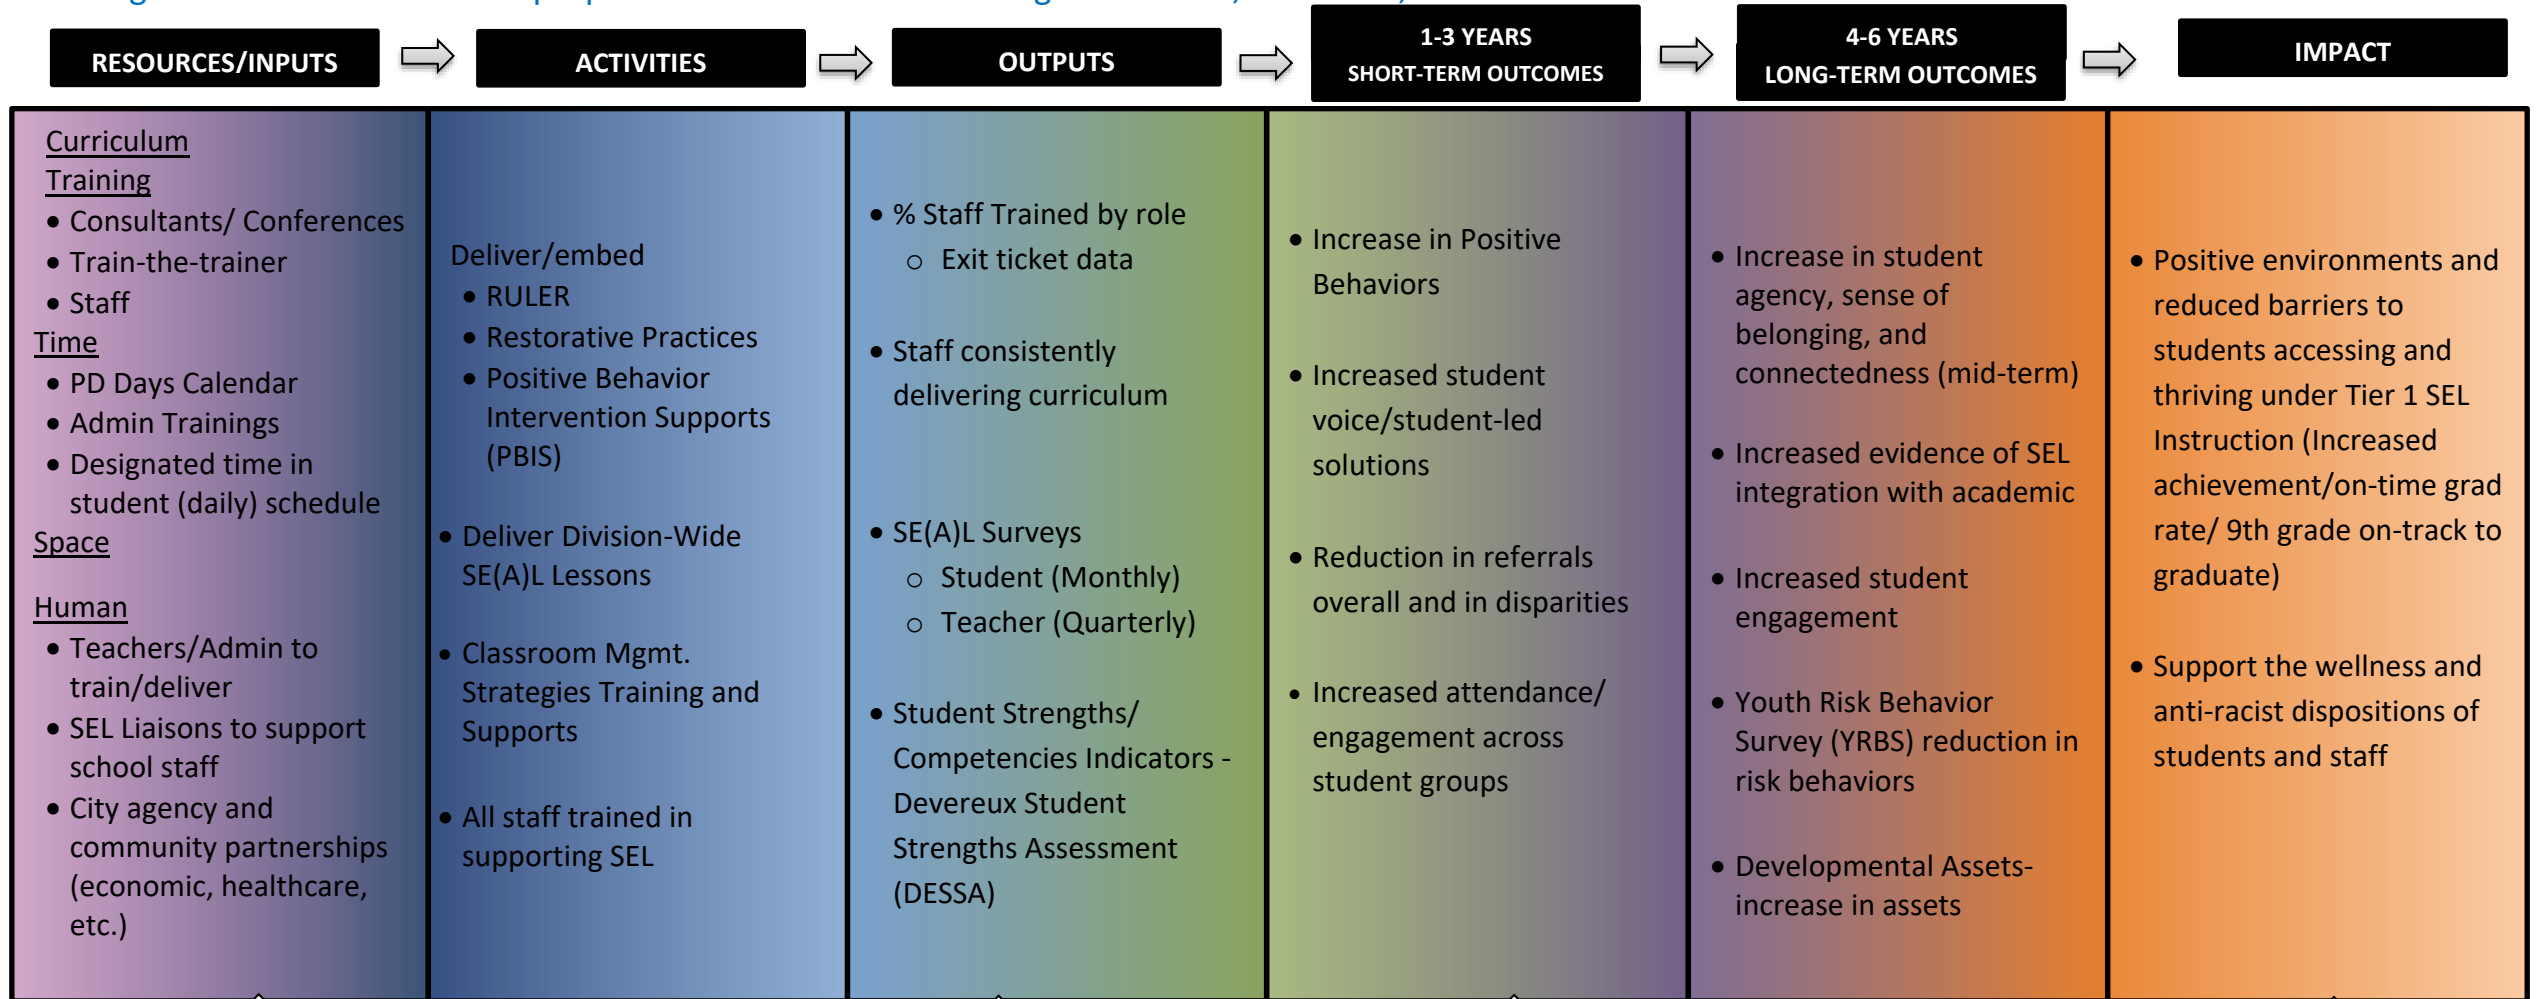 RESOURCES/INPUTS
ACTIVITIES
OUTPUTS
1-3 YEARS
SHORT-TERM OUTCOMES
4-6 YEARS
LONG-TERM OUTCOMES
IMPACT
Curriculum
Training
• Consultants/ Conferences
• Train-the-trainer
• Staff
Time
• PD Days Calendar
• Admin Trainings
• Designated time in
student (daily) schedule
Space
Human
• Teachers/Admin to
train/deliver
• SEL Liaisons to support
school staff
• City agency and
community partnerships
(economic, healthcare,
etc.)
Deliver/embed
• RULER
• Restorative Practices
• Positive Behavior
Intervention Supports
(PBIS)
• Deliver Division-Wide
SE(A)L Lessons
• Classroom Mgmt.
Strategies Training and
Supports
• All staff trained in
supporting SEL
• % Staff Trained by role
o Exit ticket data
• Staff consistently
delivering curriculum
• SE(A)L Surveys
o Student (Monthly)
o Teacher (Quarterly)
• Student Strengths/
Competencies Indicators -
Devereux Student
Strengths Assessment
(DESSA)
• Increase in Positive
Behaviors
• Increased student
voice/student-led
solutions
• Reduction in referrals
overall and in disparities
• Increased attendance/
engagement across
student groups
• Increase in student
agency, sense of
belonging, and
connectedness (mid-term)
• Increased evidence of SEL
integration with academic
• Increased student
engagement
• Youth Risk Behavior
Survey (YRBS) reduction in
risk behaviors
• Developmental Assets-
increase in assets
• Positive environments and
reduced barriers to
students accessing and
thriving under Tier 1 SEL
Instruction (Increased
achievement/on-time grad
rate/ 9th grade on-track to
graduate)
• Support the wellness and
anti-racist dispositions of
students and staff